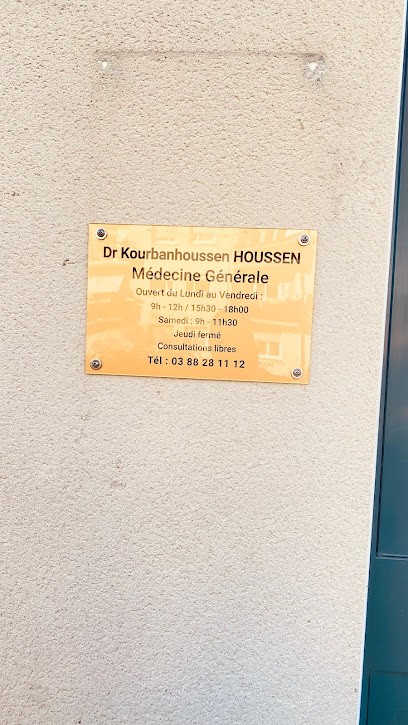 Dr Kourbanhoussen HOUSSEN
Médecine Générale
Ouvert du Lundi au Vendredi :
9h - 12h / 15h30 - 18h00
Samedi : 9h - 11h30
Jeudi fermé
Consultations libres
Tél : 03 88 28 11 12